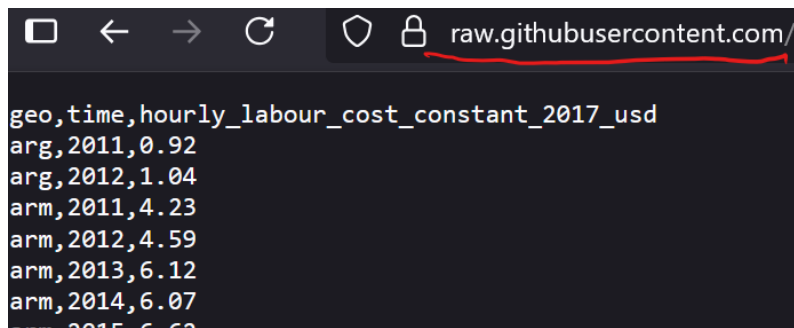 raw.githubusercontent.com/
geo,time,hourly_labour_cost_constant_2017_usd
arg,2011,0.92
arg,2012,1.04
arm,2011,4.23
arm,2012,4.59
arm,2013,6.12
arm,2014,6.07